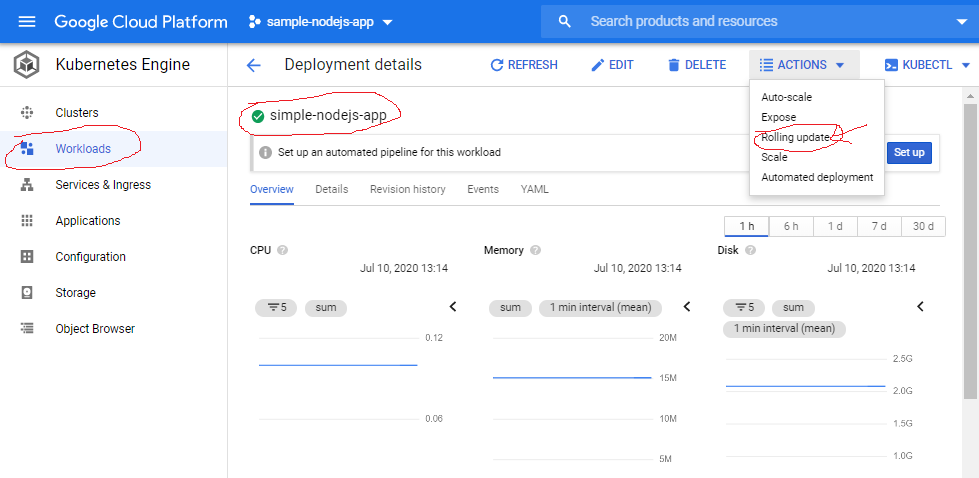 Google Cloud Platform sample-nodejs-app Search products and resources
Kubernetes Engine Deployment details REFRESH EDIT DELETE ACTIONS KUBECTL
Clusters
Workloads
Services & Ingress
Applications
Configuration
Storage
Object Browser
simple-nodejs-app
Set up an automated pipeline for this workload Set up
Auto-scale
Expose
Rolling update
Scale
Automated deployment
Overview Details Revision history Events YAML
1 h 6 h 1 d 7 d 30 d
CPU
Jul 10, 2020 13:14
5 sum
0.12
0.06
Memory
Jul 10, 2020 13:14
sum 1 min interval (mean)
20M
15M
10M
5M
Disk
Jul 10, 2020 13:14
5 sum
1 min interval (mean)
2.5G
2.0G
1.5G
1.0G